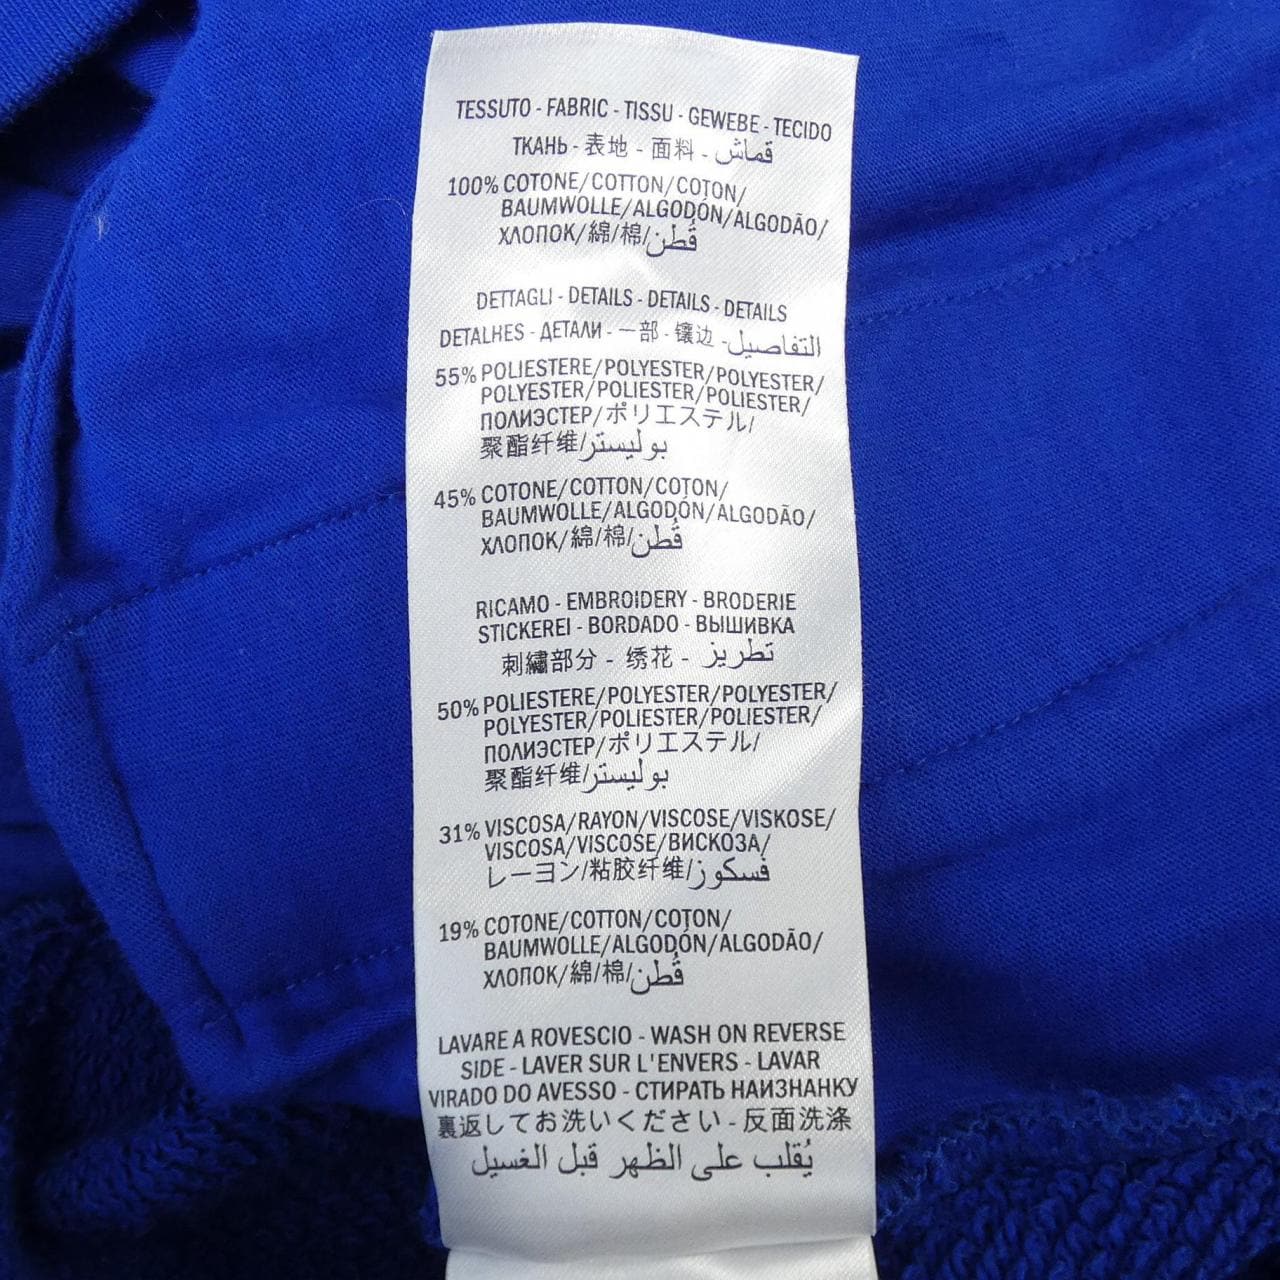 TESSUTO - FABRIC - TISSU - GEWEBE - TECIDO
ТКАНЬ - 表地 - 面料 - قماش
100% COTONE/COTTON/COTON/
BAUMWOLLE/ALGODÓN/ALGODÃO/
ХЛОПОК/綿/棉/قُطن
DETTAGLI - DETAILS - DETAILS - DETAILS
DETALHES - ДЕТАЛИ - 一部 - 镶边 - التفاصيل
55% POLIESTERE/POLYESTER/POLYESTER/
POLYESTER/POLIESTER/POLIESTER/
ПОЛИЭСТЕР/ポリエステル/
聚酯纤维/بوليستر
45% COTONE/COTTON/COTON/
BAUMWOLLE/ALGODÓN/ALGODÃO/
ХЛОПОК/綿/棉/قُطن
RICAMO - EMBROIDERY - BRODERIE
STICKEREI - BORDADO - ВЫШИВКА
刺繍部分 - 绣花 - تطريز
50% POLIESTERE/POLYESTER/POLYESTER/
POLYESTER/POLIESTER/POLIESTER/
ПОЛИЭСТЕР/ポリエステル/
聚酯纤维/بوليستر
31% VISCOSA/RAYON/VISCOSE/VISKOSE/
VISCOSA/VISCOSE/ВИСКОЗА/
レーヨン/粘胶纤维/فسكوز
19% COTONE/COTTON/COTON/
BAUMWOLLE/ALGODÓN/ALGODÃO/
ХЛОПОК/綿/棉/قُطن
LAVARE A ROVESCIO - WASH ON REVERSE
SIDE - LAVER SUR L'ENVERS - LAVAR
VIRADO DO AVESSO - СТИРАТЬ НАИЗНАНКУ
裏返してお洗いください - 反面洗涤
يُقلب على الظهر قبل الغسيل